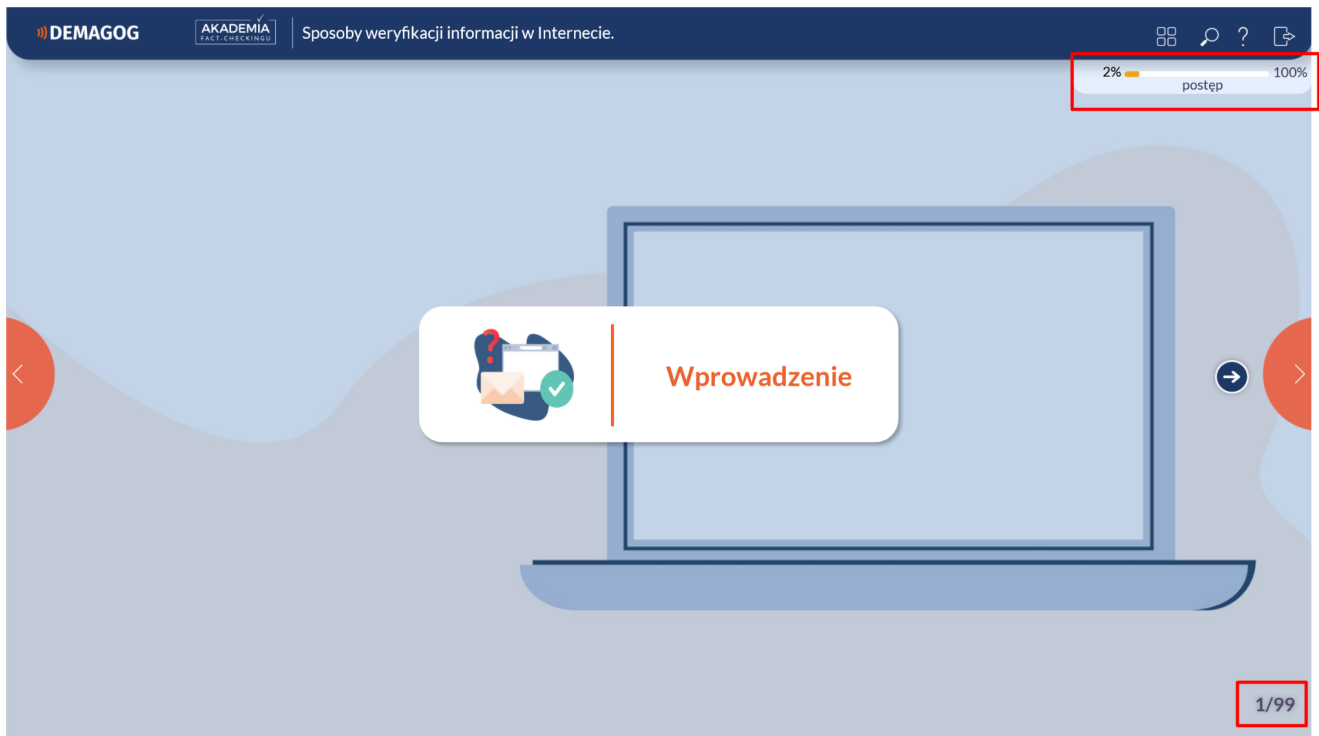 DEMAGOG
AKADEMIA
FACT-CHECKINGU
Sposoby weryfikacji informacji w Internecie.
?
2%
100%
postęp
?
Wprowadzenie
1/99